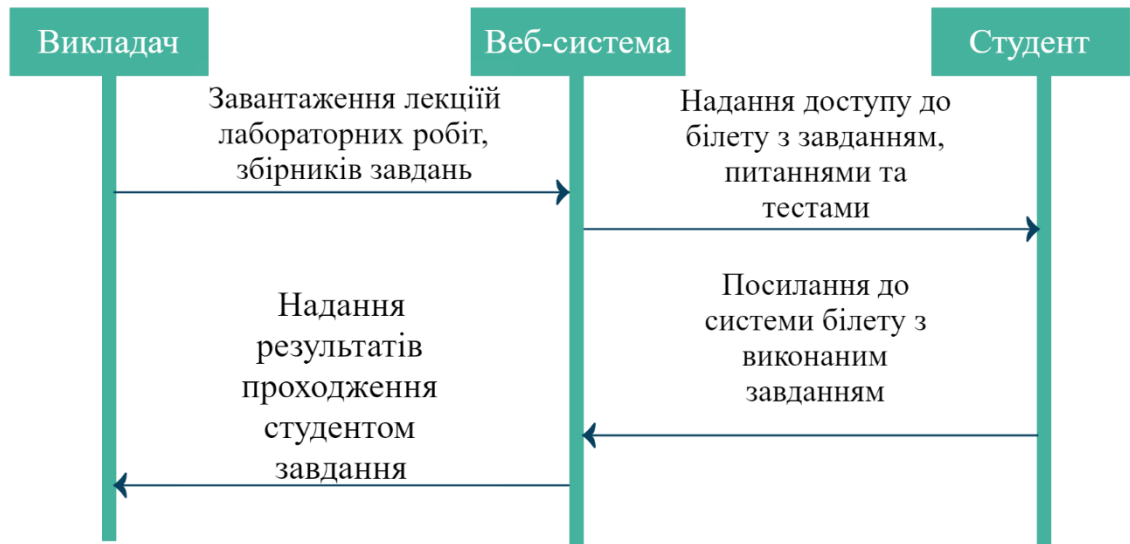 Викладач
Веб-система
Студент
Завантаження лекціїй
лабораторних робіт,
збірників завдань
Надання доступу до
білету з завданням,
питаннями та
тестами
Надання
результатів
проходження
студентом
завдання
Посилання до
системи білету з
виконаним
завданням